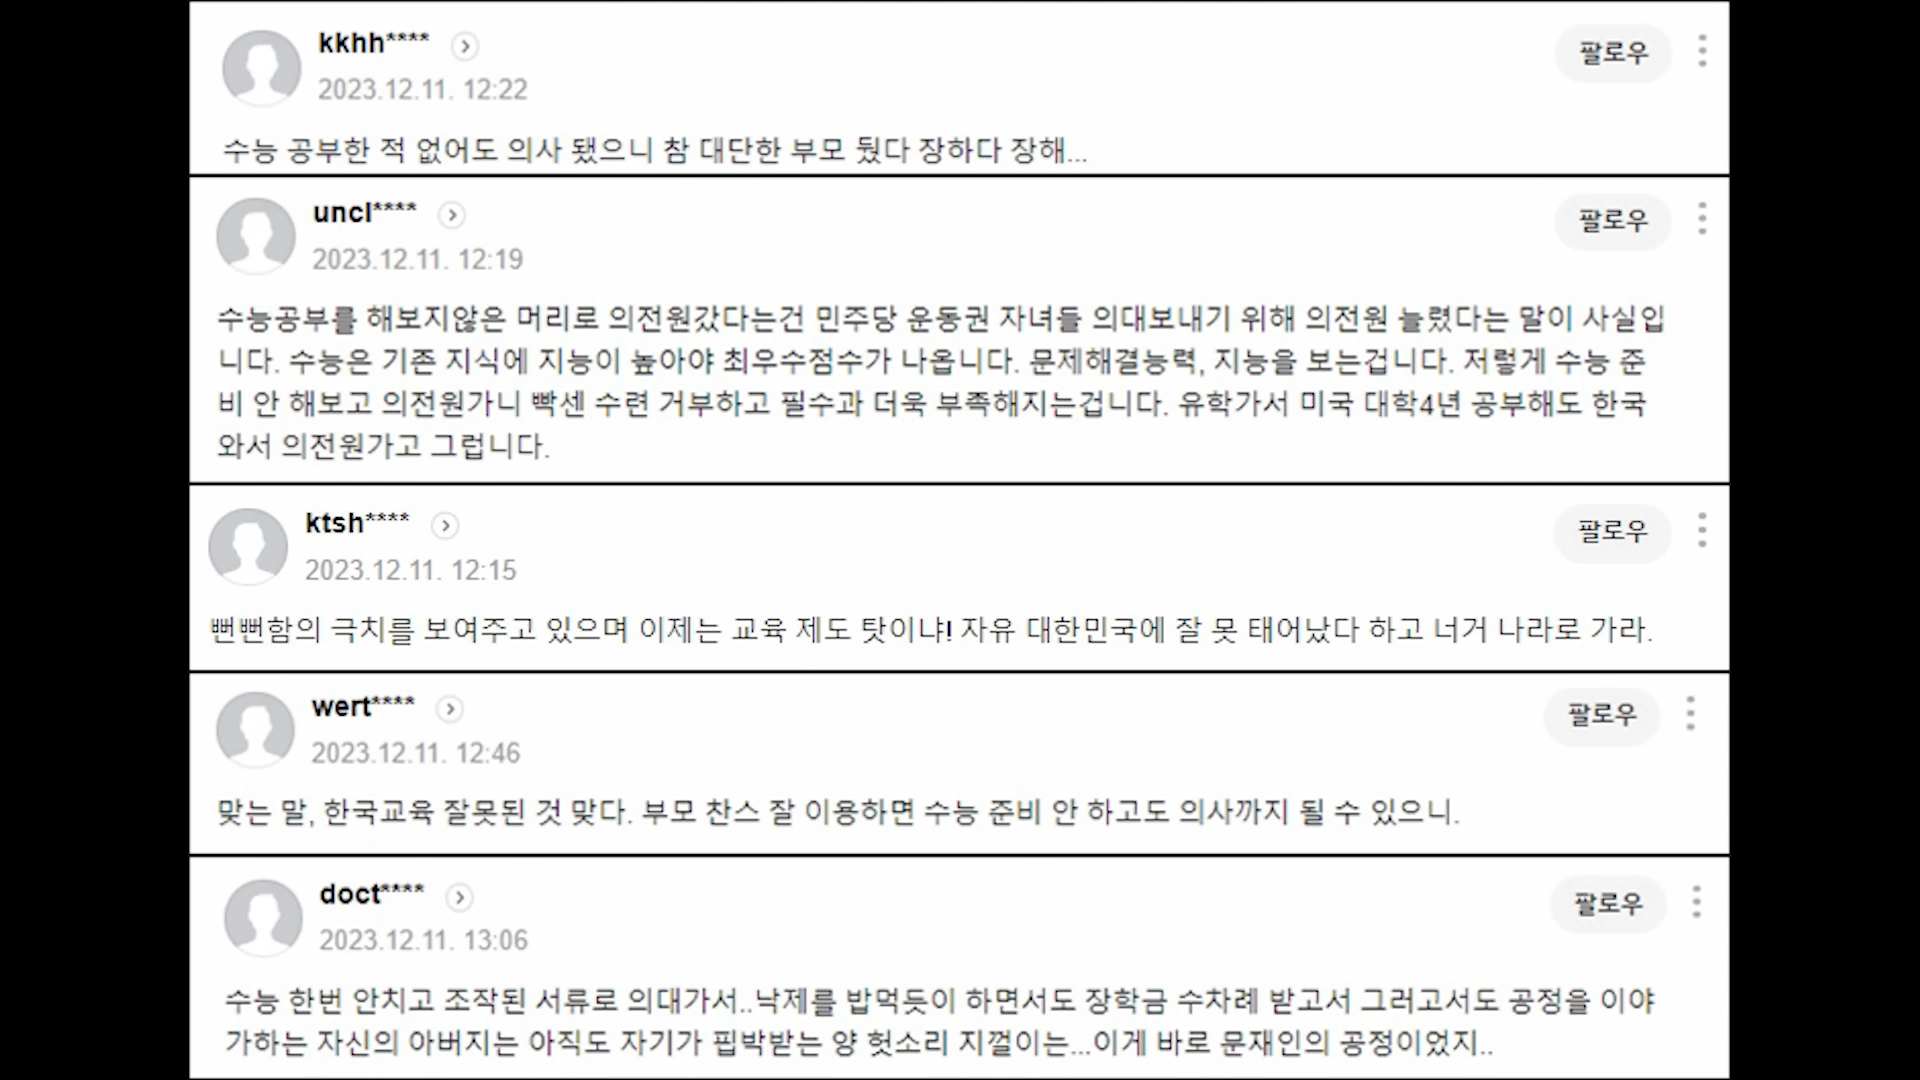 kkhh****
팔로우
2023.12.11. 12:22
수능 공부한 적 없어도 의사 됐으니 참 대단한 부모 뒀다 장하다 장해...
uncl****
팔로우
2023.12.11. 12:19
수능공부를 해보지않은 머리로 의전원갔다는건 민주당 운동권 자녀들 의대보내기 위해 의전원 늘렸다는 말이 사실입
니다. 수능은 기존 지식에 지능이 높아야 최우수점수가 나옵니다. 문제해결능력, 지능을 보는겁니다. 저렇게 수능 준
비 안 해보고 의전원가니 빡센 수련 거부하고 필수과 더욱 부족해지는겁니다. 유학가서 미국 대학4년 공부해도 한국
와서 의전원가고 그럽니다.
ktsh****
팔로우
2023.12.11. 12:15
뻔뻔함의 극치를 보여주고 있으며 이제는 교육 제도 탓이냐! 자유 대한민국에 잘 못 태어났다 하고 너거 나라로 가라.
wert****
팔로우
2023.12.11. 12:46
맞는 말, 한국교육 잘못된 것 맞다. 부모 찬스 잘 이용하면 수능 준비 안 하고도 의사까지 될 수 있으니.
doct****
팔로우
2023.12.11. 13:06
수능 한번 안치고 조작된 서류로 의대가서..낙제를 밥먹듯이 하면서도 장학금 수차례 받고서 그러고서도 공정을 이야
가하는 자신의 아버지는 아직도 자기가 핍박받는 양 헛소리 지껄이는...이게 바로 문재인의 공정이었지..